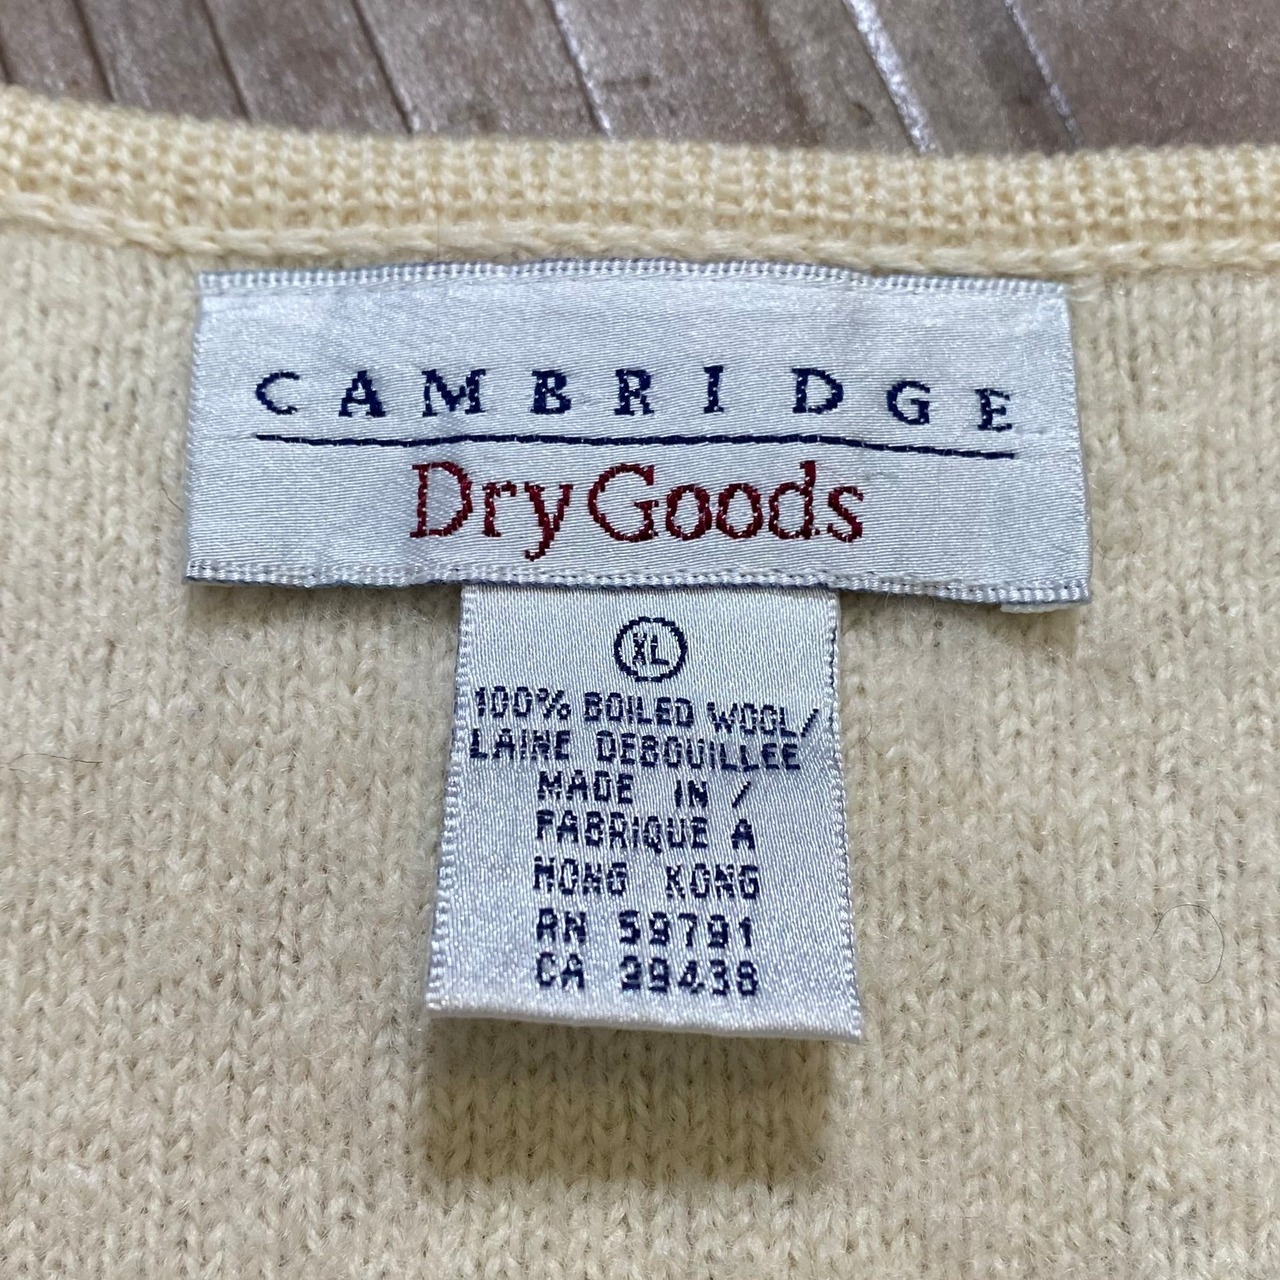 CAMBRIDGE
Dry Goods
XL
100% BOILED WOOL/
LAINE DEBOUILLEE
MADE IN /
FABRIQUE A
HONG KONG
RN 59791
CA 29438